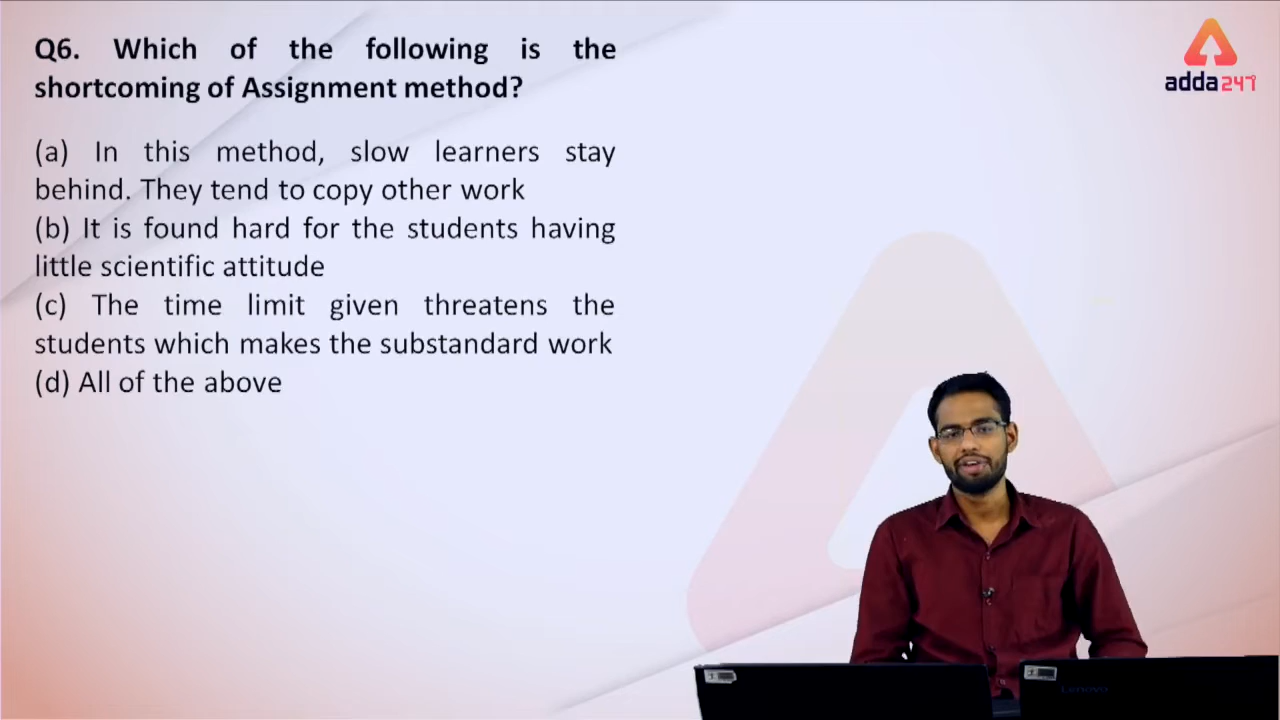 Q6. Which of the following is the
shortcoming of Assignment method?
(a) In this method, slow learners stay
behind. They tend to copy other work
(b) It is found hard for the students having
little scientific attitude
(c) The time limit given threatens the
students which makes the substandard work
(d) All of the above
adda247
Lenovo